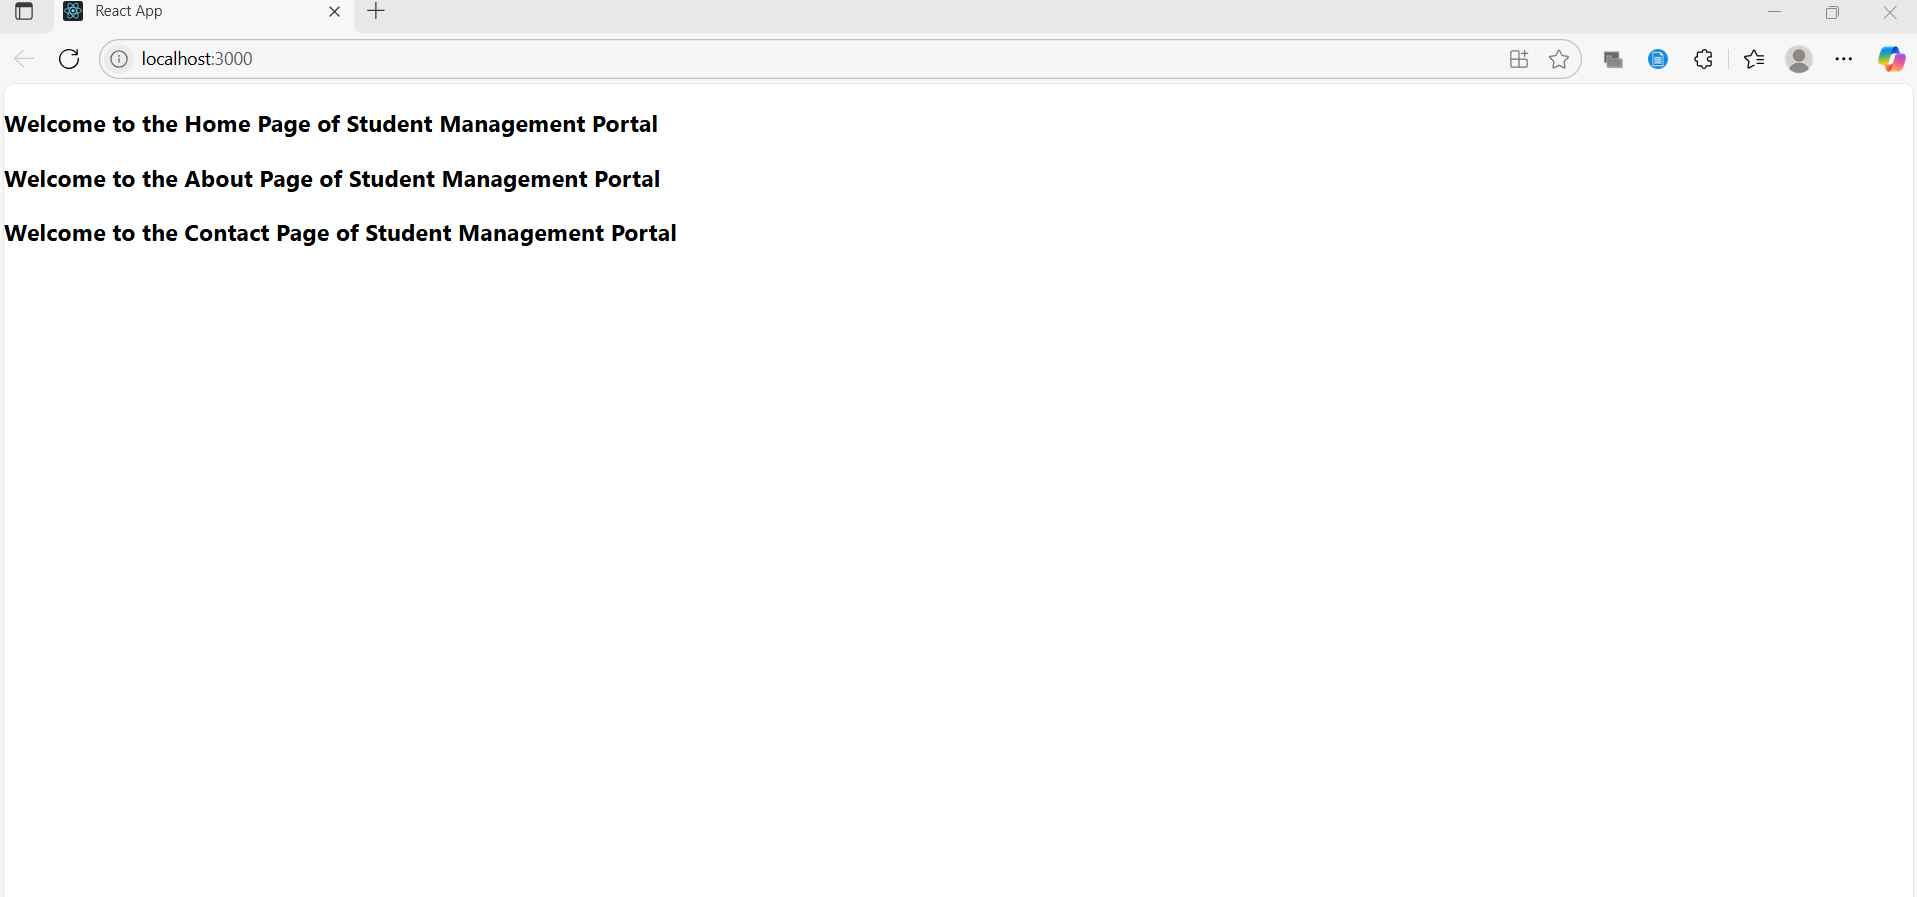 React App
localhost:3000
Welcome to the Home Page of Student Management Portal
Welcome to the About Page of Student Management Portal
Welcome to the Contact Page of Student Management Portal